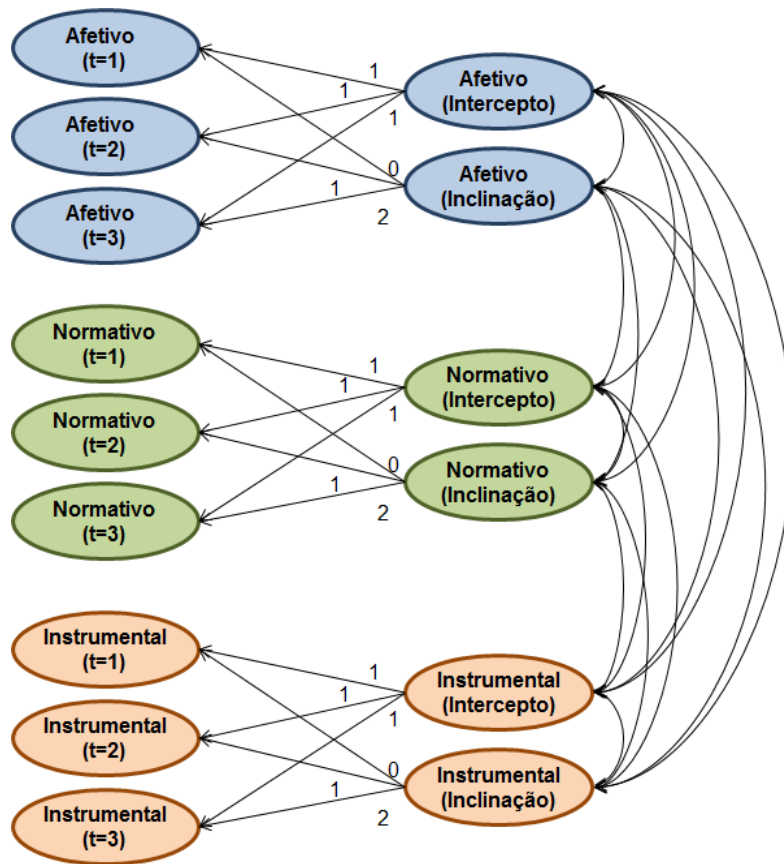 Afetivo
(t=1)
Afetivo
(t=2)
Afetivo
(t=3)
1
1
1
0
1
2
Afetivo
(Intercepto)
Afetivo
(Inclinação)
Normativo
(t=1)
Normativo
(t=2)
Normativo
(t=3)
1
1
1
0
1
2
Normativo
(Intercepto)
Normativo
(Inclinação)
Instrumental
(t=1)
Instrumental
(t=2)
Instrumental
(t=3)
1
1
1
0
1
2
Instrumental
(Intercepto)
Instrumental
(Inclinação)